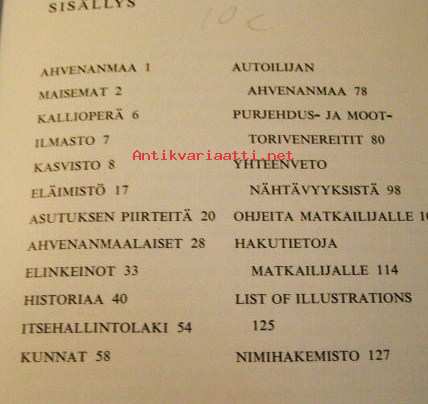 SISÄLLYS
10 c
AHVENANMAA 1
MAISEMAT 2
KALLIOPERÄ 6
ILMASTO 7
KASVISTO 8
ELÄIMISTÖ 17
ASUTUKSEN PIIRTEITÄ 20
AHVENANMAALAISET 28
ELINKEINOT 33
HISTORIAA 40
ITSEHALLINTOLAKI 54
KUNNAT 58
AUTOILIJAN
AHVENANMAA 78
PURJEHDUS- JA MOOT-
TORIVENEREITIT 80
YHTEENVETO
NÄHTÄVYYKSISTÄ 98
OHJEITA MATKAILIJALLE
HAKUTIETOJA
MATKAILIJALLE 114
LIST OF ILLUSTRATIONS
125
NIMIHAKEMISTO 127
Antikvariaatti.net